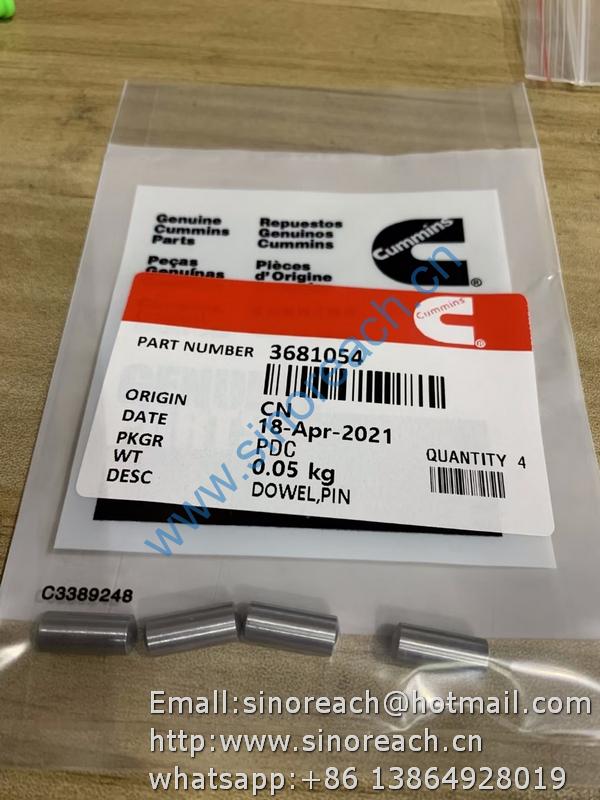 Genuine
Cummins
Parts
Repuestos
Genuinos
Cummins
Peças
Genuínas
Pièces
d'Origine
Cummins
®
Cummins
®
PART NUMBER 3681054
ORIGIN CN
DATE 18-Apr-2021
PKGR PDC
WT 0.05 kg
DESC DOWEL,PIN
QUANTITY 4
www.sinoreach.cn
C3389248
Email:sinoreach@hotmail.com
http:www.sinoreach.cn
whatsapp:+86 13864928019